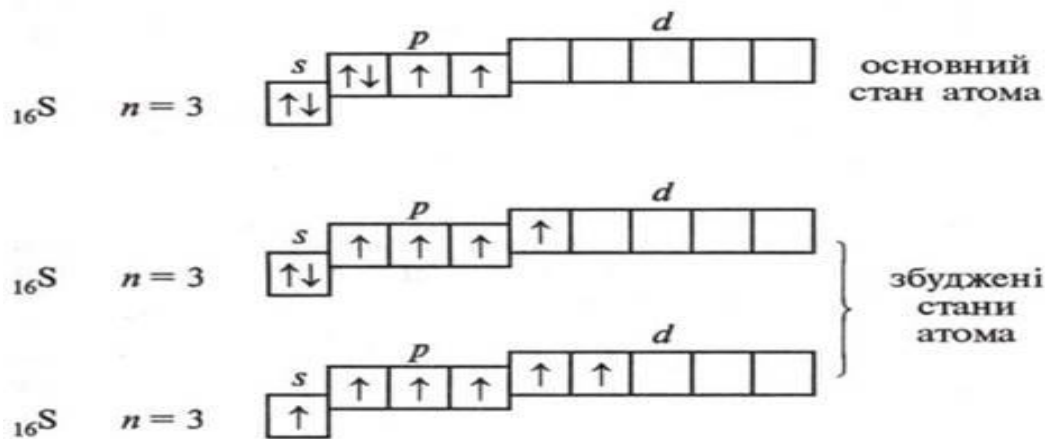 p d
s ↑↓ ↑ ↑ основний
₁₆S n = 3 ↑↓ стан атома
p d
s ↑ ↑ ↑ ↑
₁₆S n = 3 ↑↓ збуджені
стани
p d атома
s ↑ ↑ ↑ ↑ ↑
₁₆S n = 3 ↑